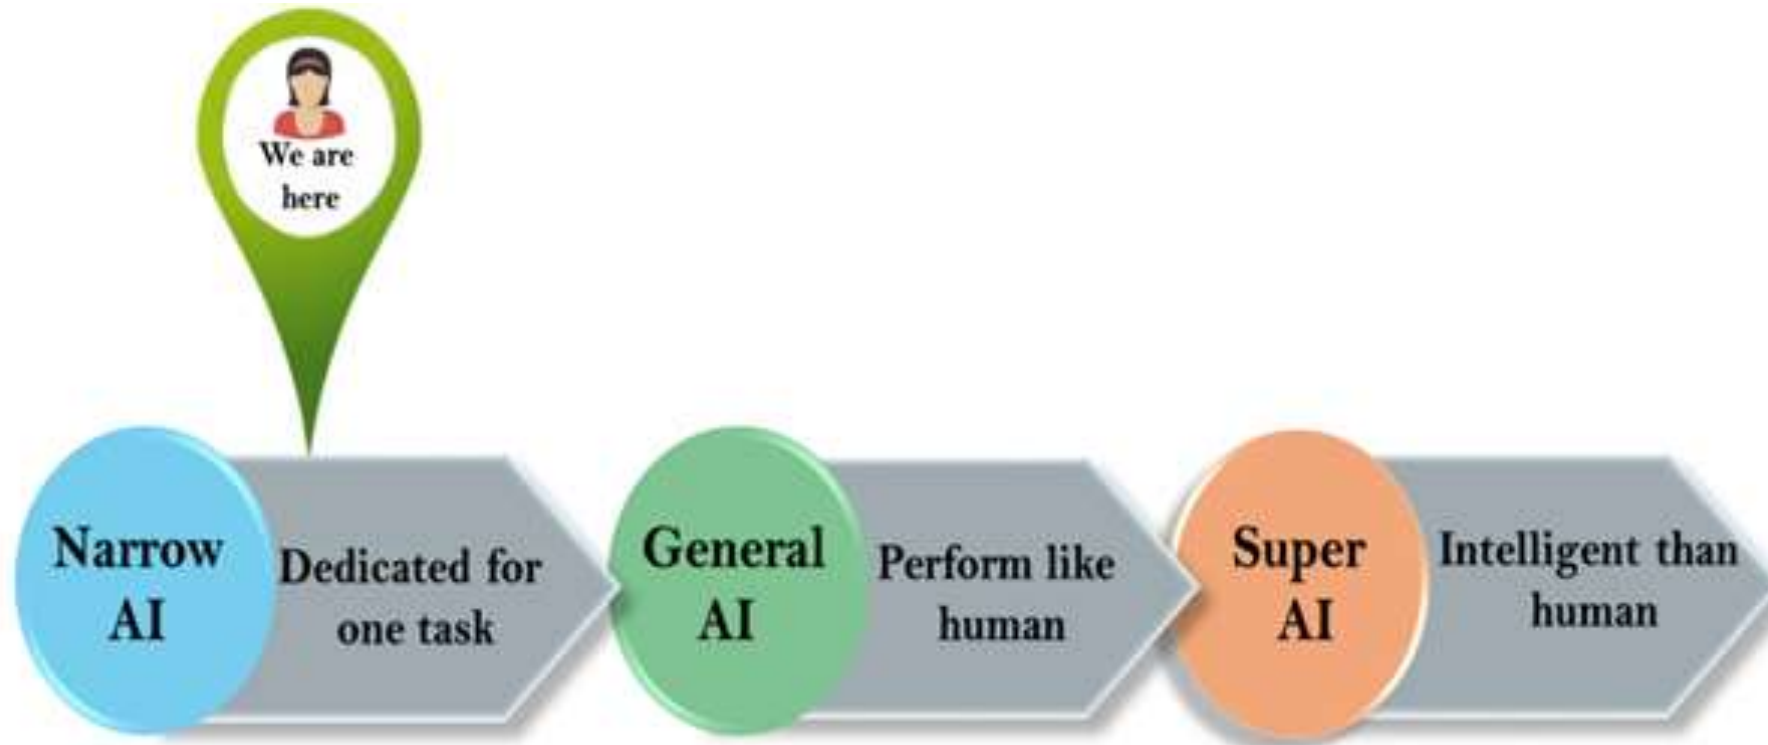 We are
here
Narrow
AI
Dedicated for
one task
General
AI
Perform like
human
Super
AI
Intelligent than
human